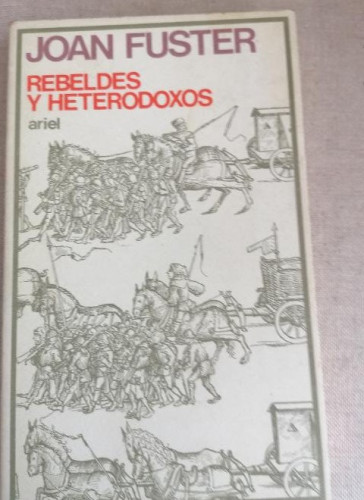 JOAN FUSTER
REBELDES
Y HETERODOXOS
ariel